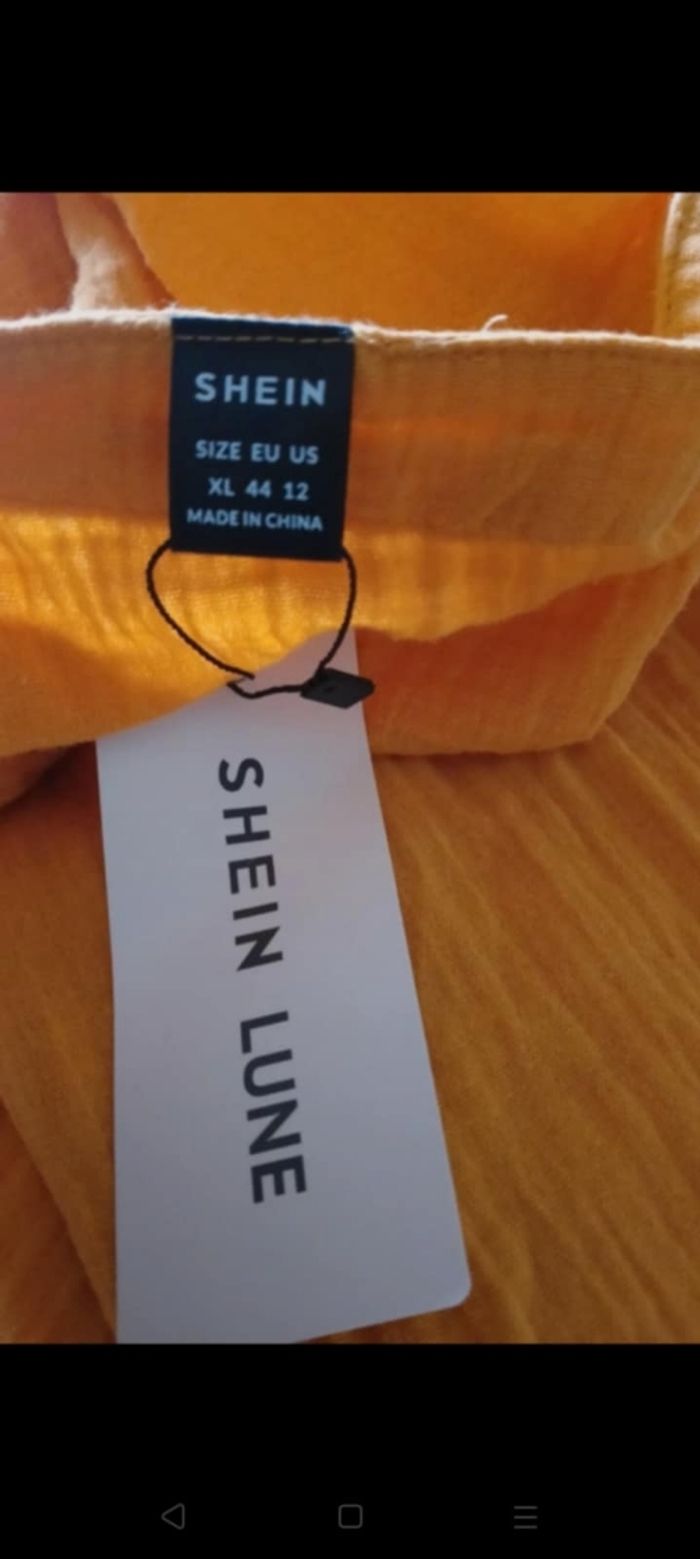 SHEIN
SIZE EU US
XL 44 12
MADE IN CHINA
SHEIN LUNE